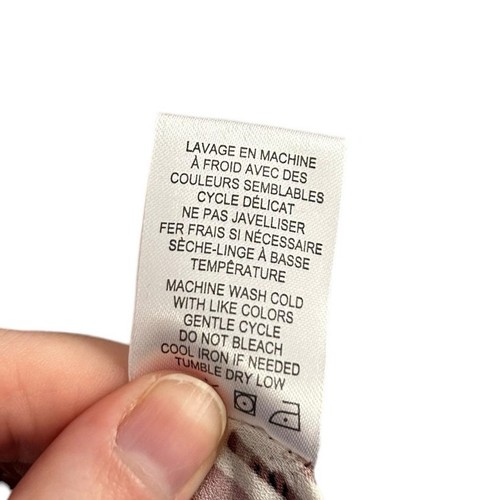 LAVAGE EN MACHINE
À FROID AVEC DES
COULEURS SEMBLABLES
CYCLE DÉLICAT
NE PAS JAVELLISER
FER FRAIS SI NÉCESSAIRE
SÈCHE-LINGE À BASSE
TEMPÉRATURE
MACHINE WASH COLD
WITH LIKE COLORS
GENTLE CYCLE
DO NOT BLEACH
COOL IRON IF NEEDED
TUMBLE DRY LOW